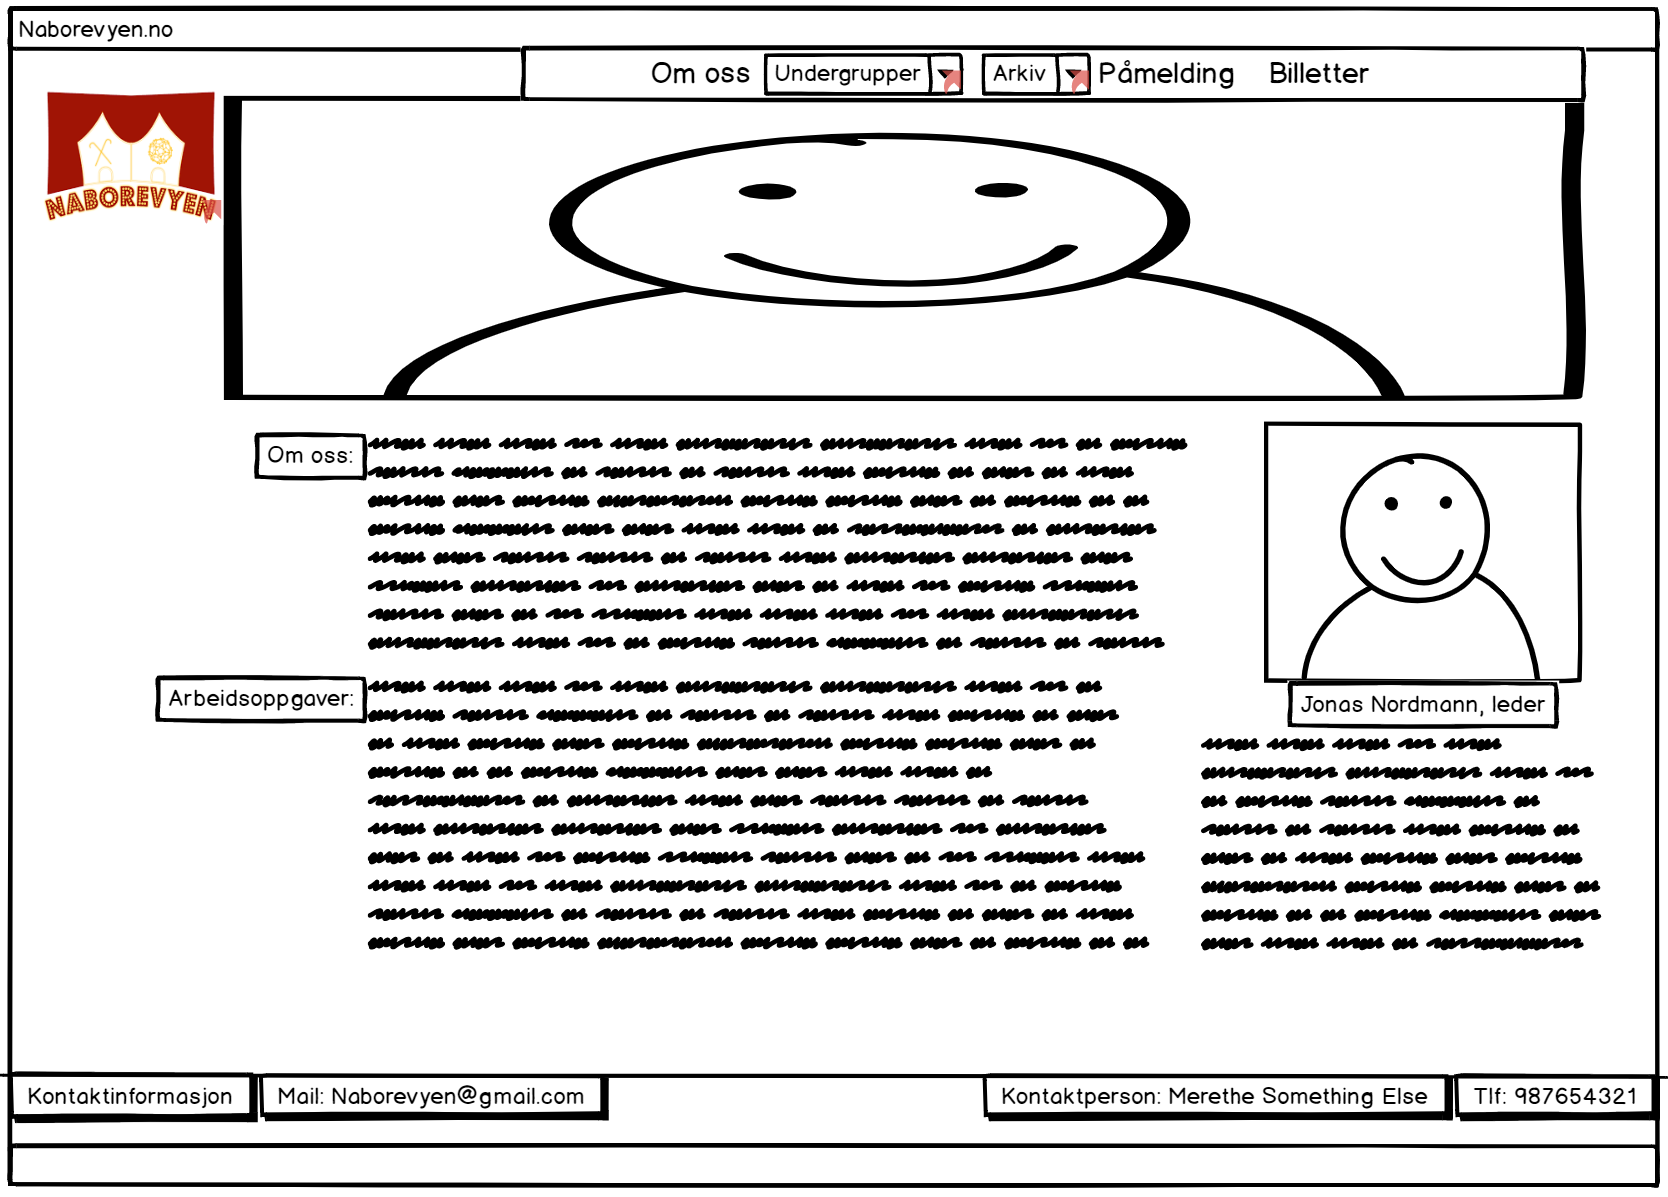 Naborevyen.no
Om oss Undergrupper Arkiv Påmelding Billetter
NABOREVYEN
Om oss:
Arbeidsoppgaver:
Jonas Nordmann, leder
Kontaktinformasjon Mail: Naborevyen@gmail.com Kontaktperson: Merethe Something Else Tlf: 987654321